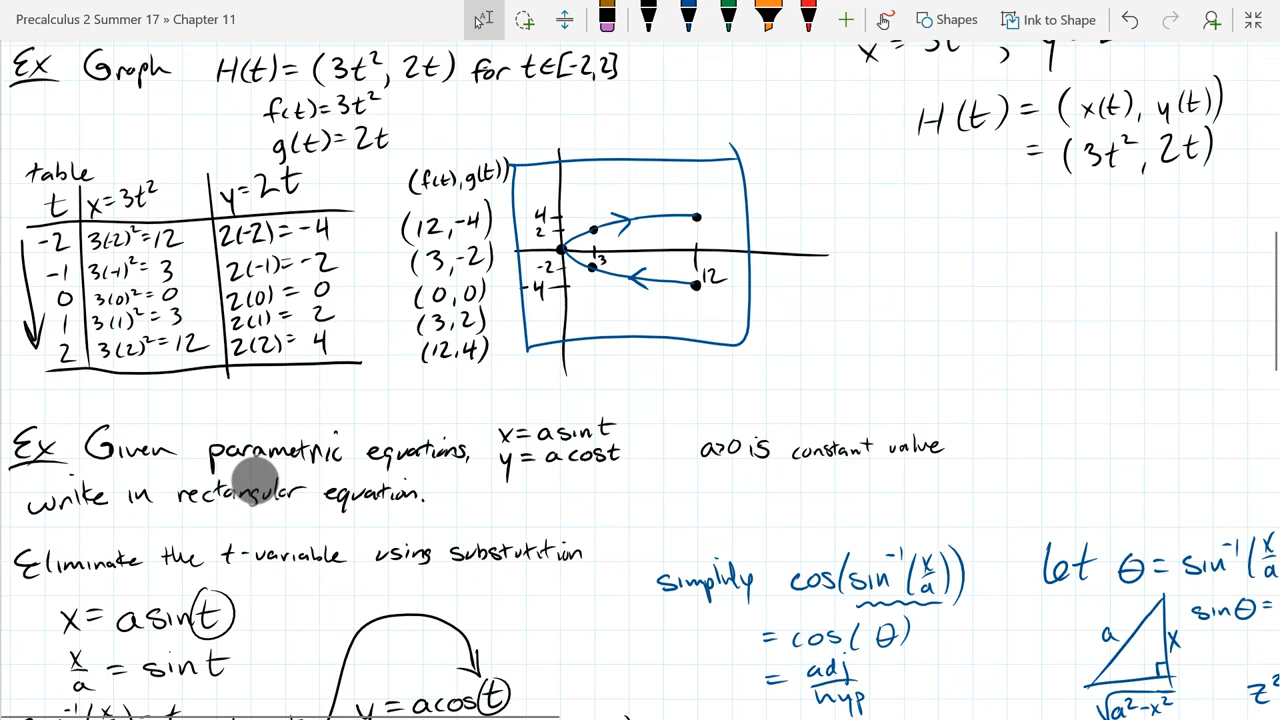 Precalculus 2 Summer 17 » Chapter 11
Shapes
Ink to Shape
Ex Graph H(t) = (3t², 2t) for t∈[-2,2]
f(t)=3t²
g(t)=2t
H(t) = (x(t), y(t))
= (3t², 2t)
table
t x=3t² y=2t (f(t),g(t))
-2 3(-2)²=12 2(-2)=-4 (12,-4)
-1 3(-1)²=3 2(-1)=-2 (3,-2)
0 3(0)²=0 2(0)=0 (0,0)
1 3(1)²=3 2(1)=2 (3,2)
2 3(2)²=12 2(2)=4 (12,4)
4
2
-2
-4
3
12
Ex Given parametric equations, x=a sin t
y=a cos t
a>0 is constant value
write in rectangular equation.
Eliminate the t-variable using substitution
x = a sin t
x/a = sin t
y = a cos(t)
simplify cos(sin⁻¹(x/a))
= cos(θ)
= adj/hyp
let θ = sin⁻¹(x/a
sinθ =
a
x
√a²-x²
z²